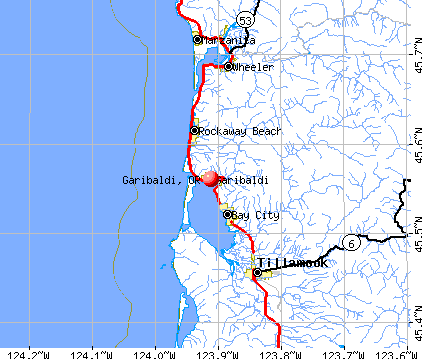 53
Manzanita
Wheeler
45.7°N
Rockaway Beach
45.6°N
Garibaldi, OR Garibaldi
Bay City
45.5°N
6
Tillamook
45.4°N
124.2°W 124.1°W 124.0°W 123.9°W 123.8°W 123.7°W 123.6°W